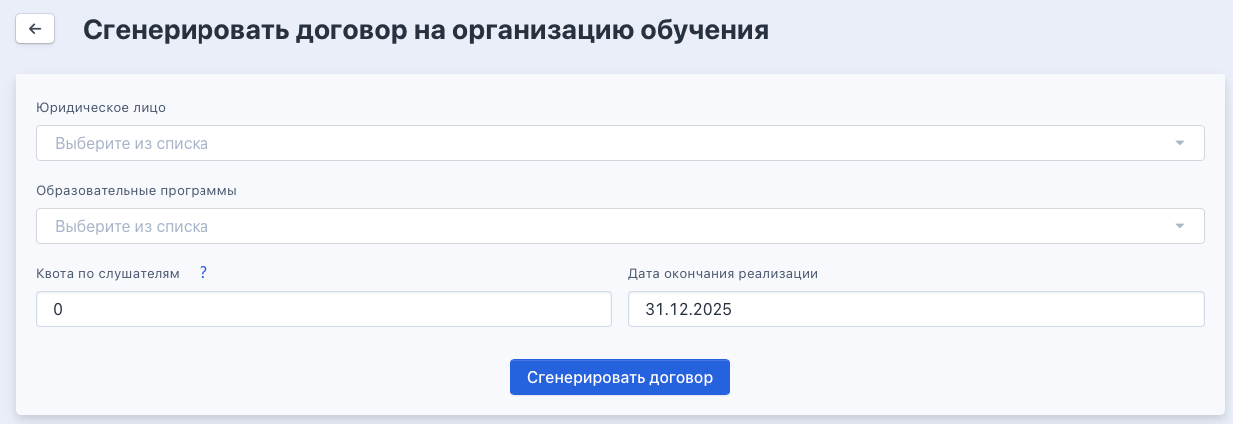 Сгенерировать договор на организацию обучения
Юридическое лицо
Выберите из списка
Образовательные программы
Выберите из списка
Квота по слушателям ?
Дата окончания реализации
0
31.12.2025
Сгенерировать договор